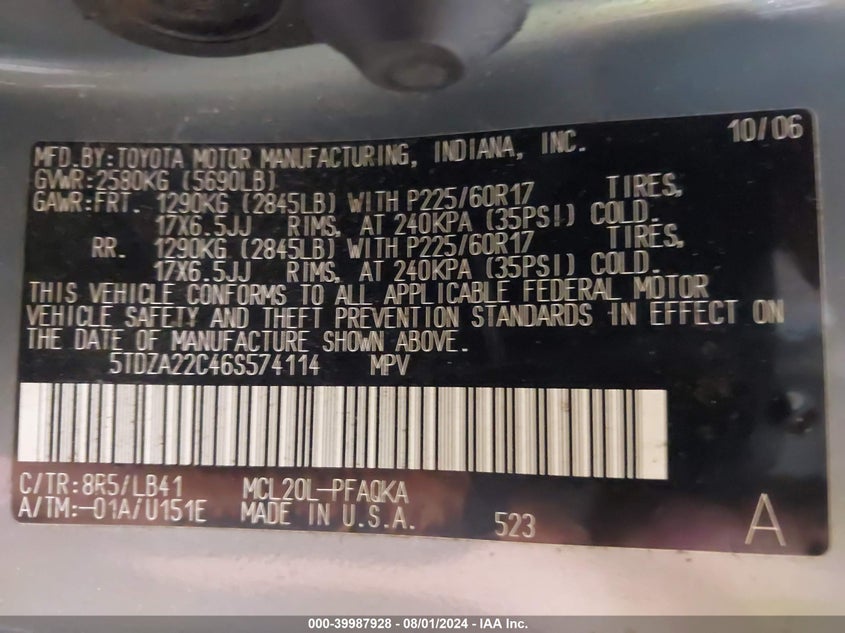 10/06
MFD.BY:TOYOTA MOTOR MANUFACTURING, INDIANA, INC.
GVWR:2580KG (5690LB)
GAWR:FRT. 1290KG (2845LB) WITH P225/60R17 TIRES,
17X6.5JJ RIMS, AT 240KPA (35PSI) COLD.
RR. 1290KG (2845LB) WITH P225/60R17 TIRES,
17X6.5JJ RIMS, AT 240KPA (35PSI) COLD.
THIS VEHICLE CONFORMS TO ALL APPLICABLE FEDERAL MOTOR
VEHICLE SAFETY AND THEFT PREVENTION STANDARDS IN EFFECT ON
THE DATE OF MANUFACTURE SHOWN ABOVE.
5TDZA22C46S574114 MPV
C/TR:8R5/LB41 MCL20L-PFAQKA
A/TM:-01A/U151E MADE IN U.S.A. 523 A
000-39987928 - 08/01/2024 - IAA Inc.